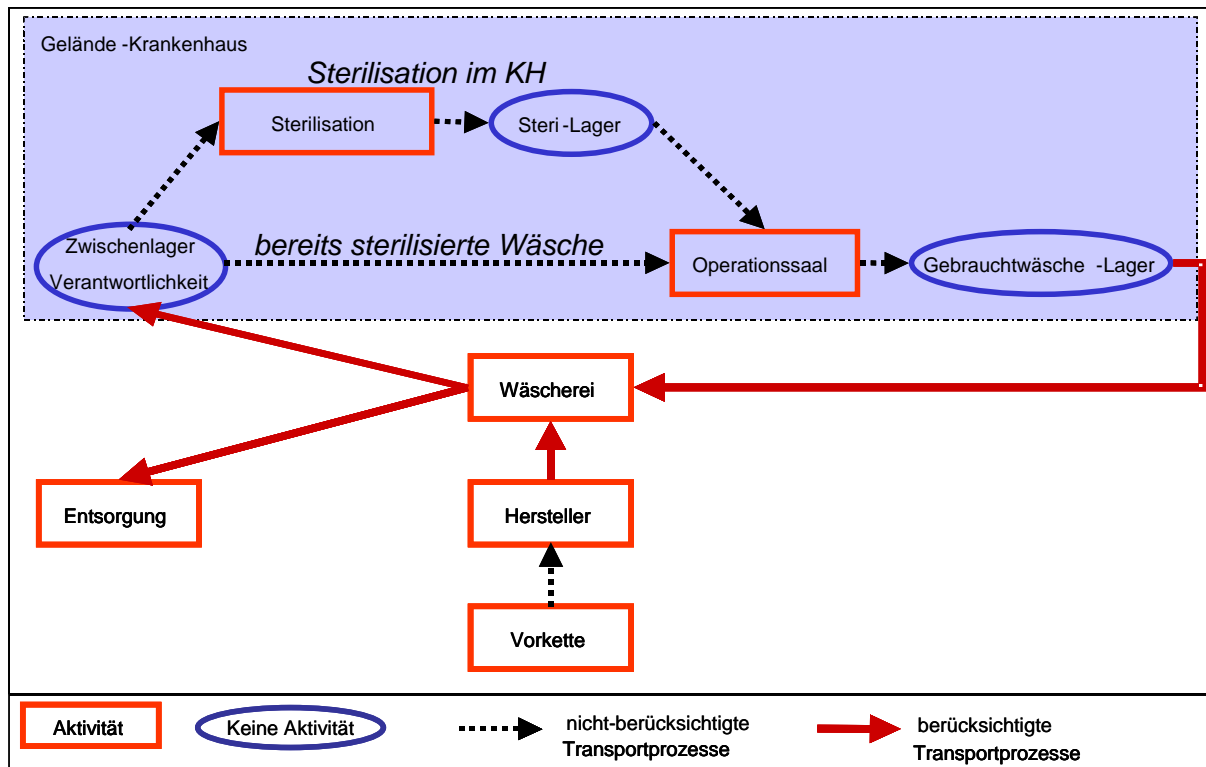 Gelände -Krankenhaus
Sterilisation im KH
Sterilisation
Steri -Lager
Zwischenlager
Verantwortlichkeit
bereits sterilisierte Wäsche
Operationssaal
Gebrauchtwäsche -Lager
Wäscherei
Entsorgung
Hersteller
Vorkette
Aktivität
Keine Aktivität
nicht-berücksichtigte
Transportprozesse
berücksichtigte
Transportprozesse